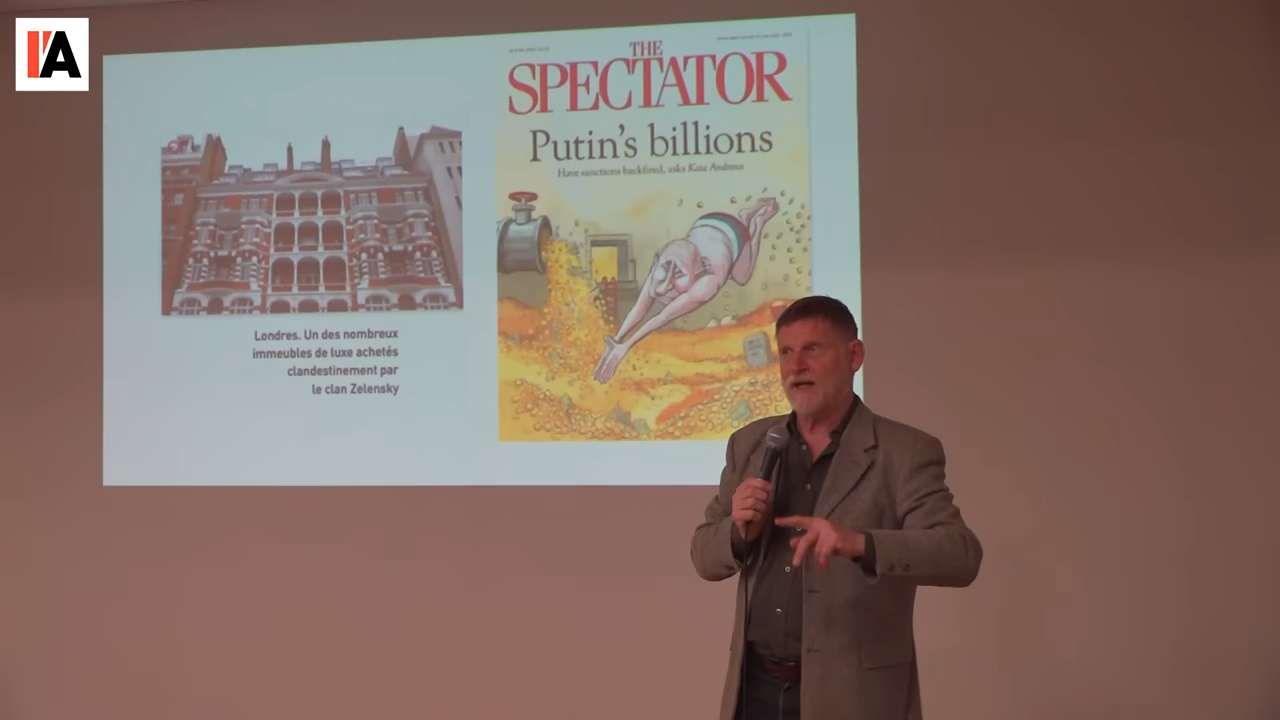 I'A
Londres. Un des nombreux
immeubles de luxe achetés
clandestinement par
le clan Zelensky
THE
SPECTATOR
Putin's billions
Have sanctions backfired, asks Kate Andrews